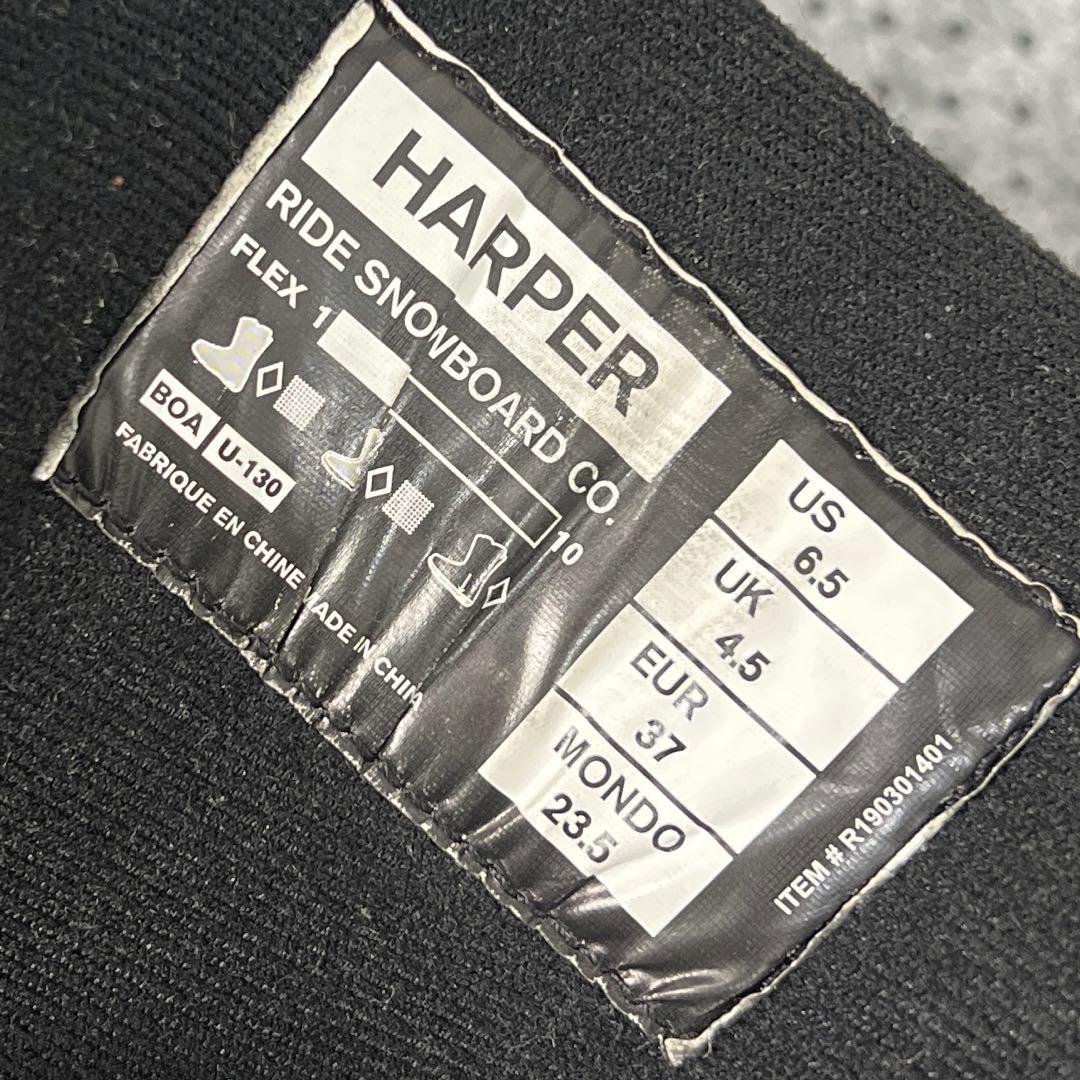 HARPER
RIDE SNOWBOARD CO.
FLEX 1 10
BOA U-130
FABRIQUE EN CHINE MADE IN CHINA
US
6.5
UK
4.5
EUR
37
MONDO
23.5
ITEM # R190301401